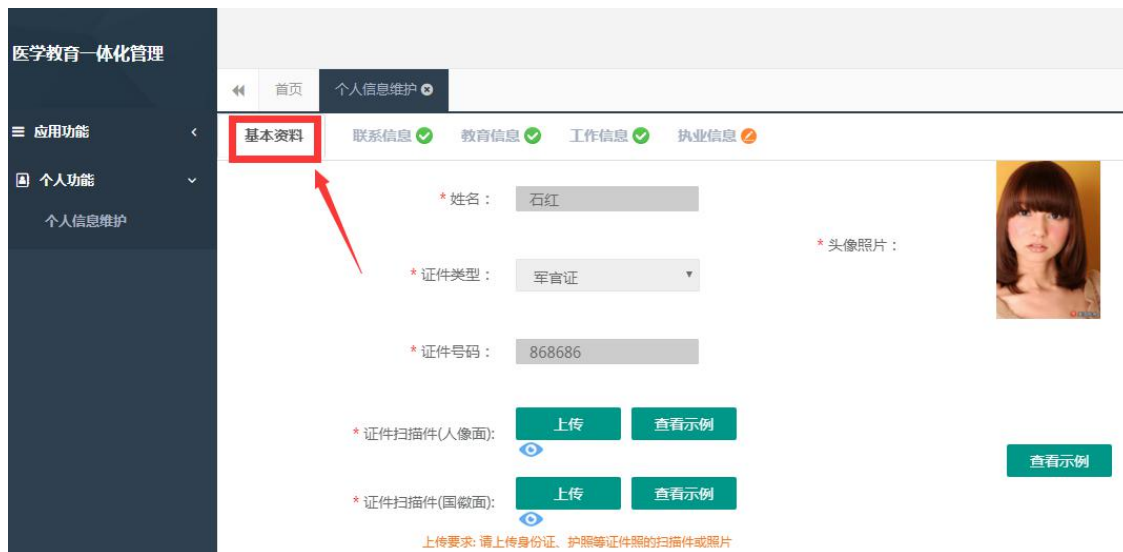 医学教育一体化管理
首页 个人信息维护
应用功能
基本资料 联系信息 教育信息 工作信息 执业信息
个人功能
个人信息维护
* 姓名： 石红
* 头像照片：
* 证件类型： 军官证
* 证件号码： 868686
* 证件扫描件(人像面): 上传 查看示例
查看示例
* 证件扫描件(国徽面): 上传 查看示例
上传要求: 请上传身份证、护照等证件照的扫描件或照片